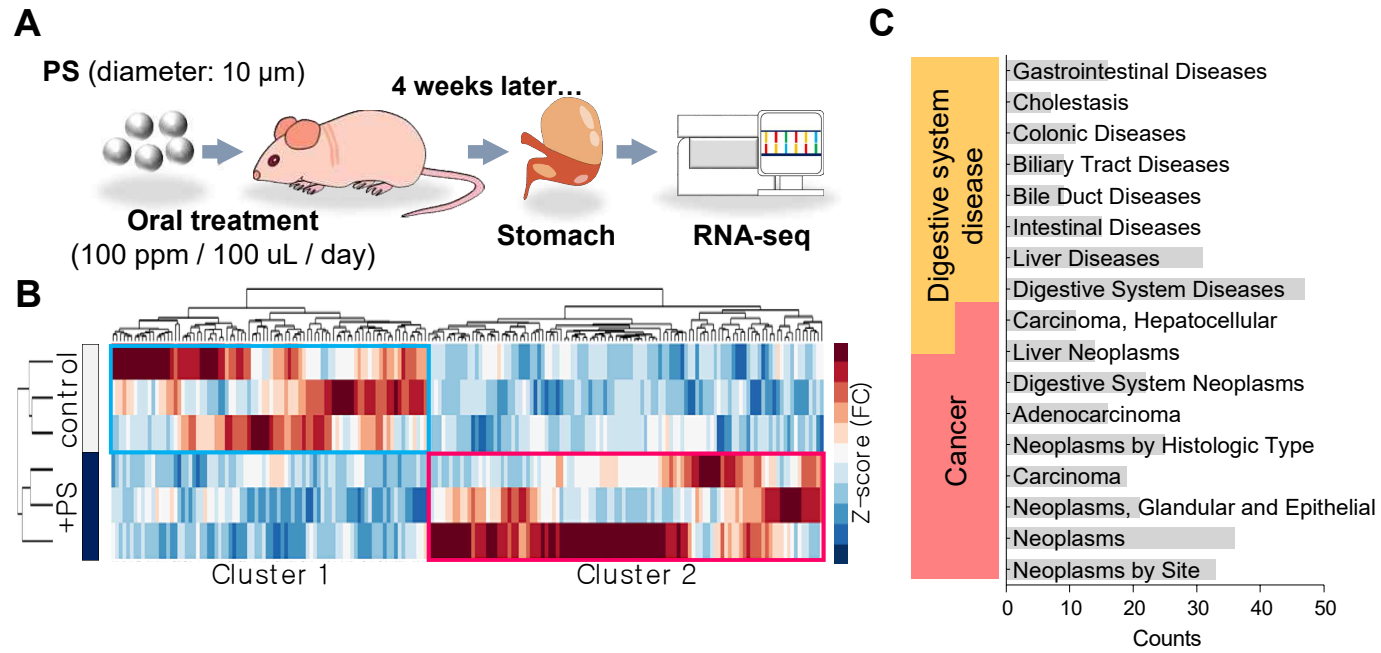 A
PS (diameter: 10 µm)
4 weeks later…
Oral treatment
(100 ppm / 100 uL / day)
Stomach
RNA-seq
B
control
+PS
Cluster 1
Cluster 2
Z-score (FC)
C
Digestive system
disease
Cancer
Gastrointestinal Diseases
Cholestasis
Colonic Diseases
Biliary Tract Diseases
Bile Duct Diseases
Intestinal Diseases
Liver Diseases
Digestive System Diseases
Carcinoma, Hepatocellular
Liver Neoplasms
Digestive System Neoplasms
Adenocarcinoma
Neoplasms by Histologic Type
Carcinoma
Neoplasms, Glandular and Epithelial
Neoplasms
Neoplasms by Site
0 10 20 30 40 50
Counts